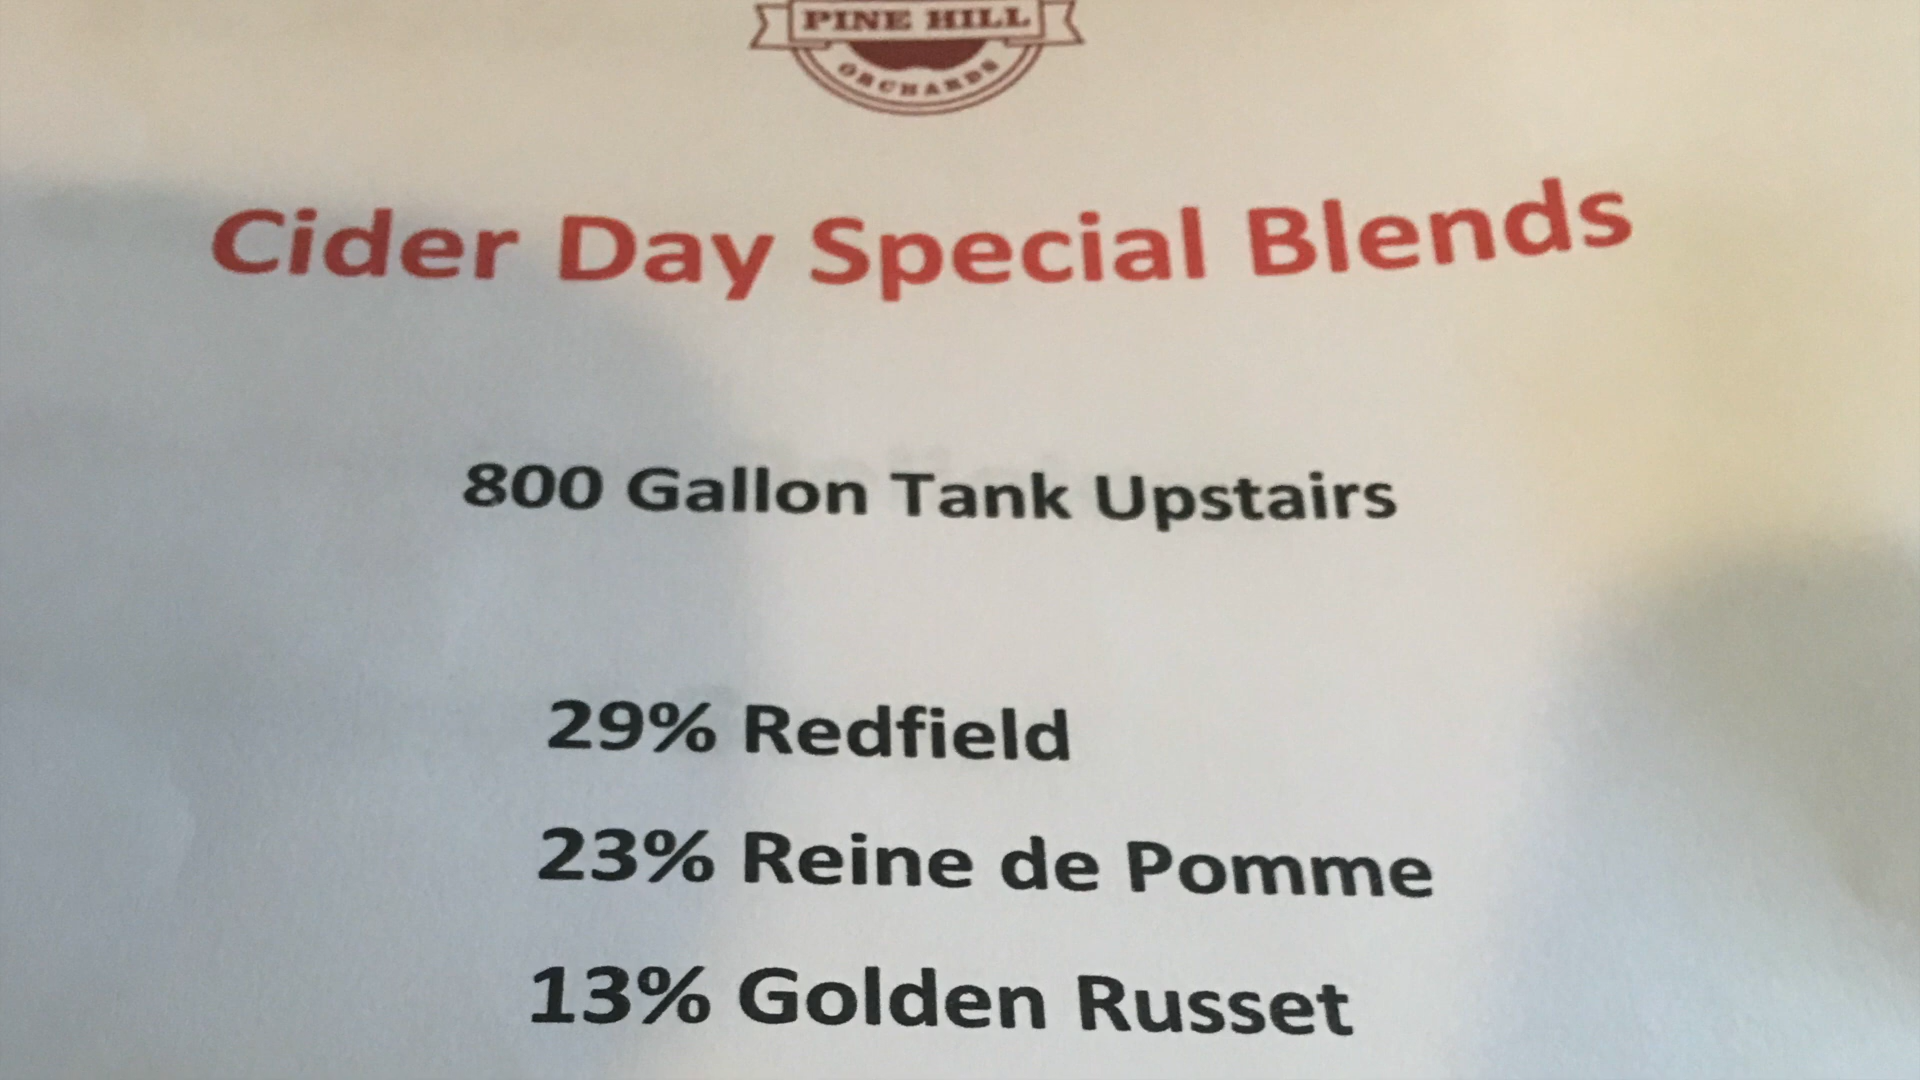 PINE HILL
ORCHARDS
Cider Day Special Blends
800 Gallon Tank Upstairs
29% Redfield
23% Reine de Pomme
13% Golden Russet